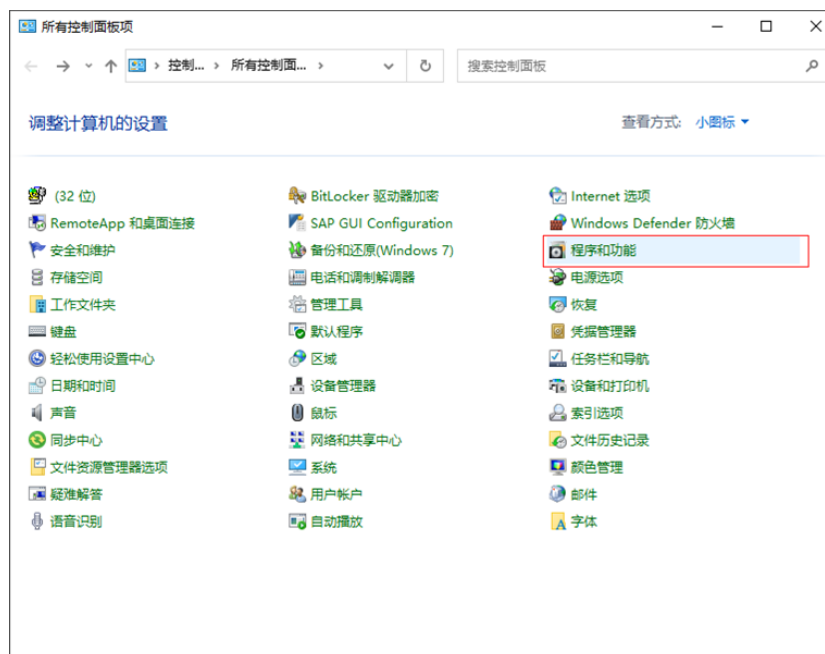 所有控制面板项
控制... 所有控制面... 搜索控制面板
调整计算机的设置
查看方式: 小图标
(32 位) BitLocker 驱动器加密 Internet 选项
RemoteApp 和桌面连接 SAP GUI Configuration Windows Defender 防火墙
安全和维护 备份和还原(Windows 7) 程序和功能
存储空间 电话和调制解调器 电源选项
工作文件夹 管理工具 恢复
键盘 默认程序 凭据管理器
轻松使用设置中心 区域 任务栏和导航
日期和时间 设备管理器 设备和打印机
声音 鼠标 索引选项
同步中心 网络和共享中心 文件历史记录
文件资源管理器选项 系统 颜色管理
疑难解答 用户帐户 邮件
语音识别 自动播放 字体